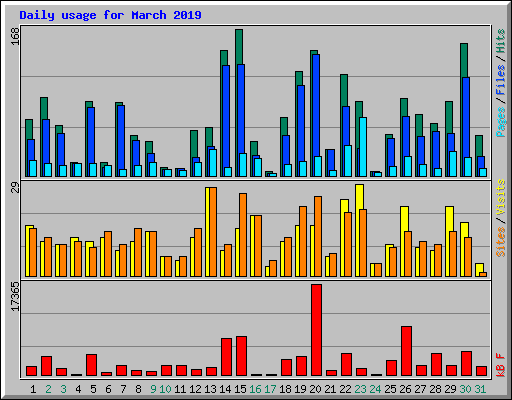 Daily usage for March 2019
168
Pages / Files / Hits
29
Sites / Visits
17365
kB F
1 2 3 4 5 6 7 8 9 10 11 12 13 14 15 16 17 18 19 20 21 22 23 24 25 26 27 28 29 30 31